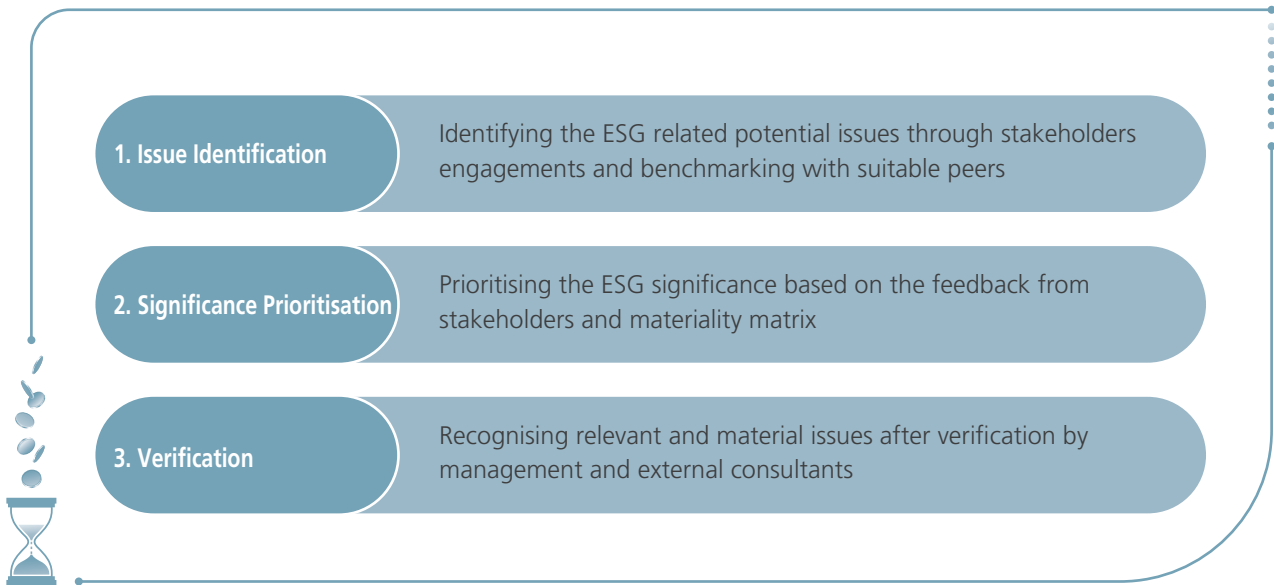 1. Issue Identification
Identifying the ESG related potential issues through stakeholders
engagements and benchmarking with suitable peers
2. Significance Prioritisation
Prioritising the ESG significance based on the feedback from
stakeholders and materiality matrix
3. Verification
Recognising relevant and material issues after verification by
management and external consultants